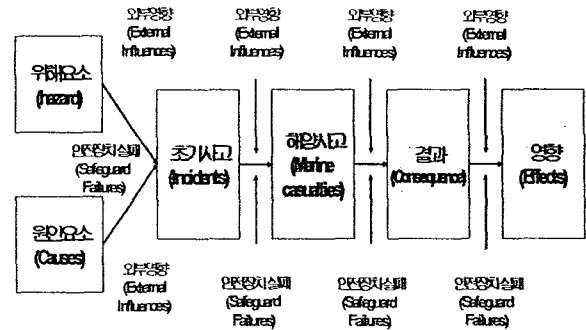 외부영향
(External
Influences)
외부영향
(External
Influences)
외부영향
(External
Influences)
외부영향
(External
Influences)
위해요소
(hazard)
안전장치 실패
(Safeguard
Failures)
초기사고
(Incidents)
해양사고
(Marine
casualties)
결과
(Consequence)
영향
(Effects)
원인요소
(Causes)
외부영향
(External
Influences)
안전장치실패
(Safeguard
Failures)
안전장치실패
(Safeguard
Failures)
안전장치실패
(Safeguard
Failures)